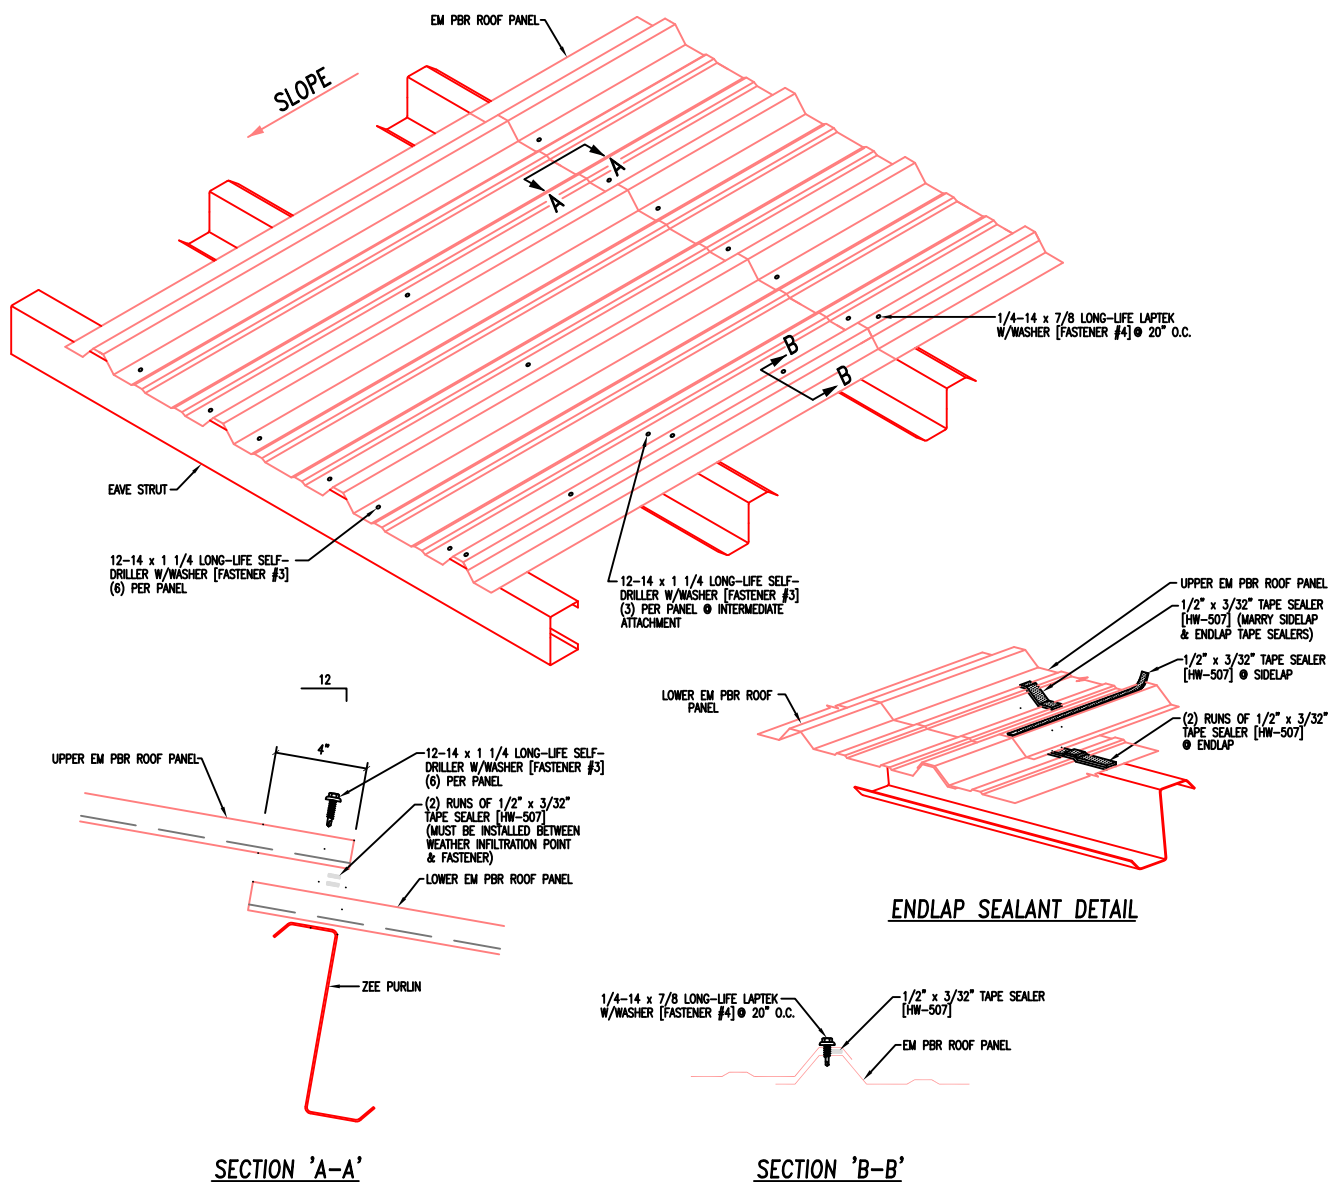 EM PBR ROOF PANEL
SLOPE
A
A
1/4-14 x 7/8 LONG-LIFE LAPTEK
W/WASHER [FASTENER #4]@ 20" O.C.
B
B
EAVE STRUT
12-14 x 1 1/4 LONG-LIFE SELF-
DRILLER W/WASHER [FASTENER #3]
(6) PER PANEL
12-14 x 1 1/4 LONG-LIFE SELF-
DRILLER W/WASHER [FASTENER #3]
(3) PER PANEL @ INTERMEDIATE
ATTACHMENT
UPPER EM PBR ROOF PANEL
1/2" x 3/32" TAPE SEALER
[HW-507] (MARRY SIDELAP
& ENDLAP TAPE SEALERS)
1/2" x 3/32" TAPE SEALER
[HW-507] @ SIDELAP
LOWER EM PBR ROOF
PANEL
(2) RUNS OF 1/2" x 3/32"
TAPE SEALER [HW-507]
@ ENDLAP
ENDLAP SEALANT DETAIL
12
4"
UPPER EM PBR ROOF PANEL
12-14 x 1 1/4 LONG-LIFE SELF-
DRILLER W/WASHER [FASTENER #3]
(6) PER PANEL
(2) RUNS OF 1/2" x 3/32"
TAPE SEALER [HW-507]
(MUST BE INSTALLED BETWEEN
WEATHER INFILTRATION POINT
& FASTENER)
LOWER EM PBR ROOF PANEL
ZEE PURLIN
SECTION 'A-A'
1/4-14 x 7/8 LONG-LIFE LAPTEK
W/WASHER [FASTENER #4]@ 20" O.C.
1/2" x 3/32" TAPE SEALER
[HW-507]
EM PBR ROOF PANEL
SECTION 'B-B'